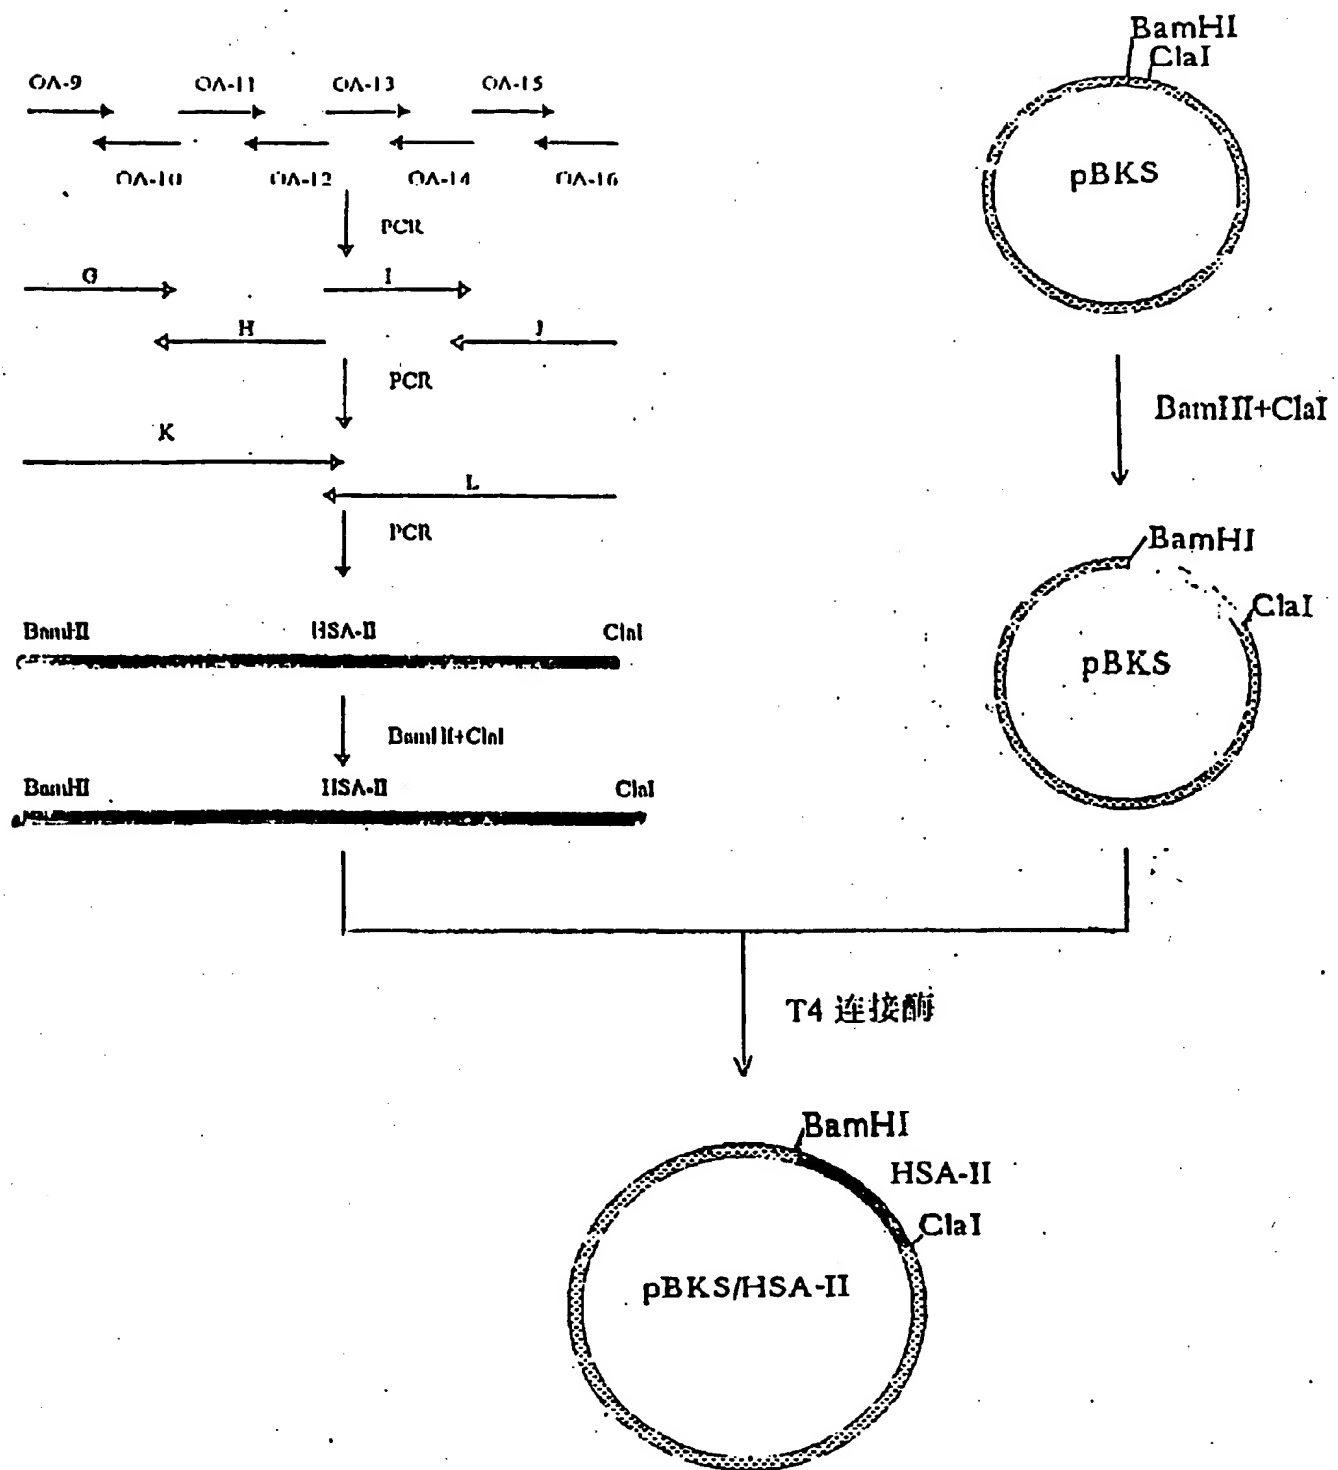 BamHI
ClaI
OA-9 OA-11 OA-13 OA-15
OA-10 OA-12 OA-14 OA-16
pBKS
PCR
G I
H J
PCR
BamHI+ClaI
K
L
PCR
BamHI
ClaI
BamHI HSA-II ClaI
pBKS
BamHI+ClaI
BamHI HSA-II ClaI
T4 连接酶
BamHI
HSA-II
ClaI
pBKS/HSA-II